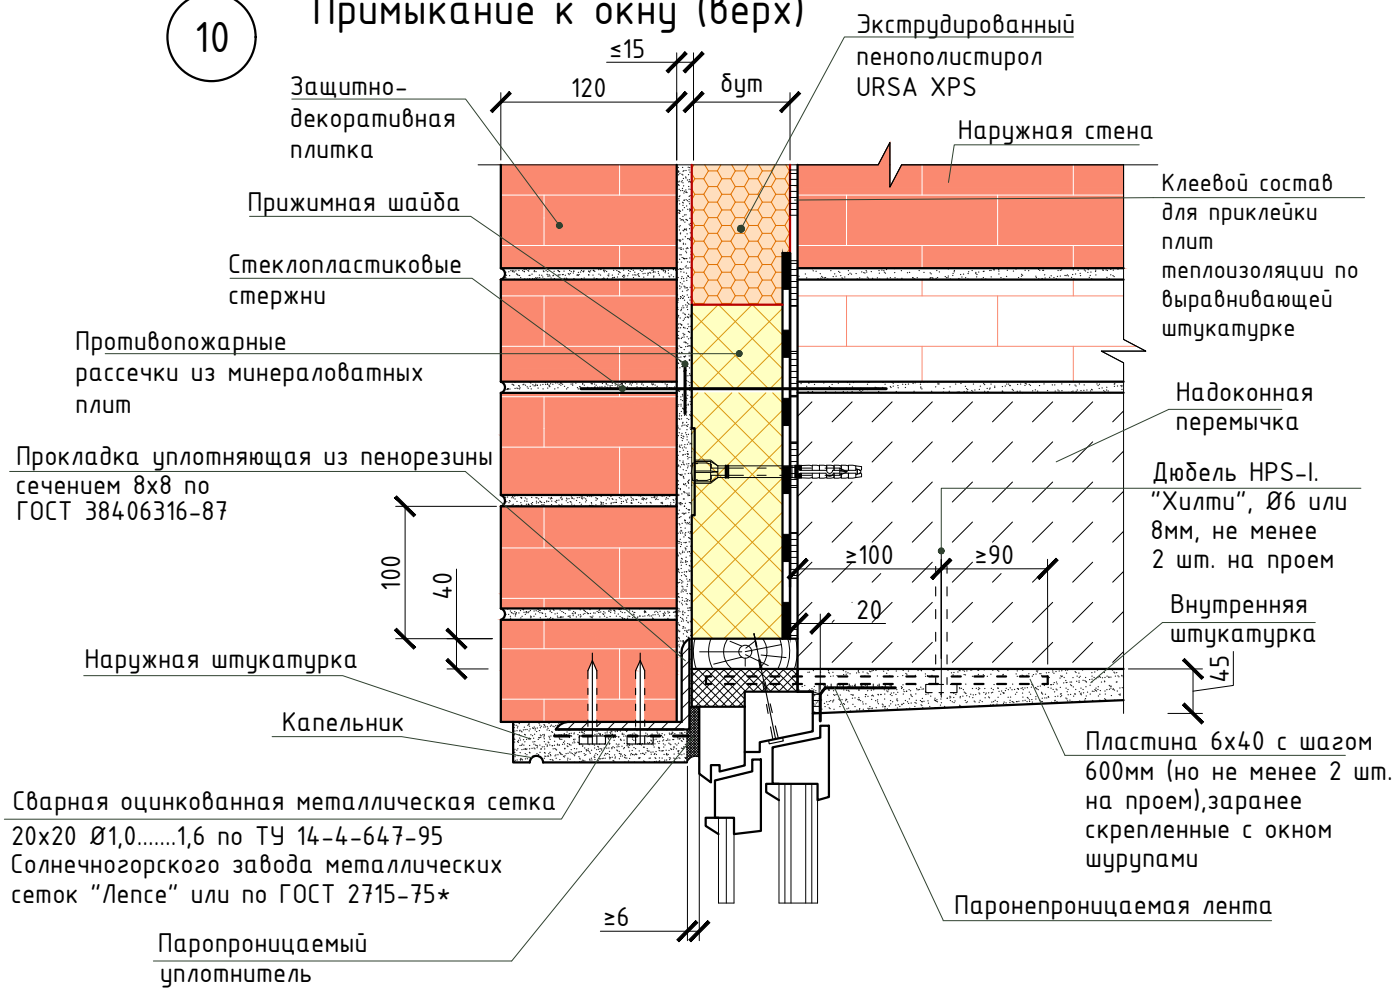 10
Примыкание к окну (верх)
Экструдированный
пенополистирол
URSA XPS
≤15
120
бут
Защитно-
декоративная
плитка
Наружная стена
Прижимная шайба
Клеевой состав
для приклейки
плит
теплоизоляции по
выравнивающей
штукатурке
Стеклопластиковые
стержни
Противопожарные
рассечки из минераловатных
плит
Надоконная
перемычка
Прокладка уплотняющая из пенорезины
сечением 8х8 по
ГОСТ 38406316-87
Дюбель HPS-I.
"Хилти", Ø6 или
8мм, не менее
2 шт. на проем
100
40
≥100
≥90
20
Внутренняя
штукатурка
45
Наружная штукатурка
Капельник
Пластина 6х40 с шагом
600мм (но не менее 2 шт.
на проем),заранее
скрепленные с окном
шурупами
Сварная оцинкованная металлическая сетка
20х20 Ø1,0.......1,6 по ТУ 14-4-647-95
Солнечногорского завода металлических
сеток "Лепсе" или по ГОСТ 2715-75*
Паронепроницаемая лента
≥6
Паропроницаемый
уплотнитель